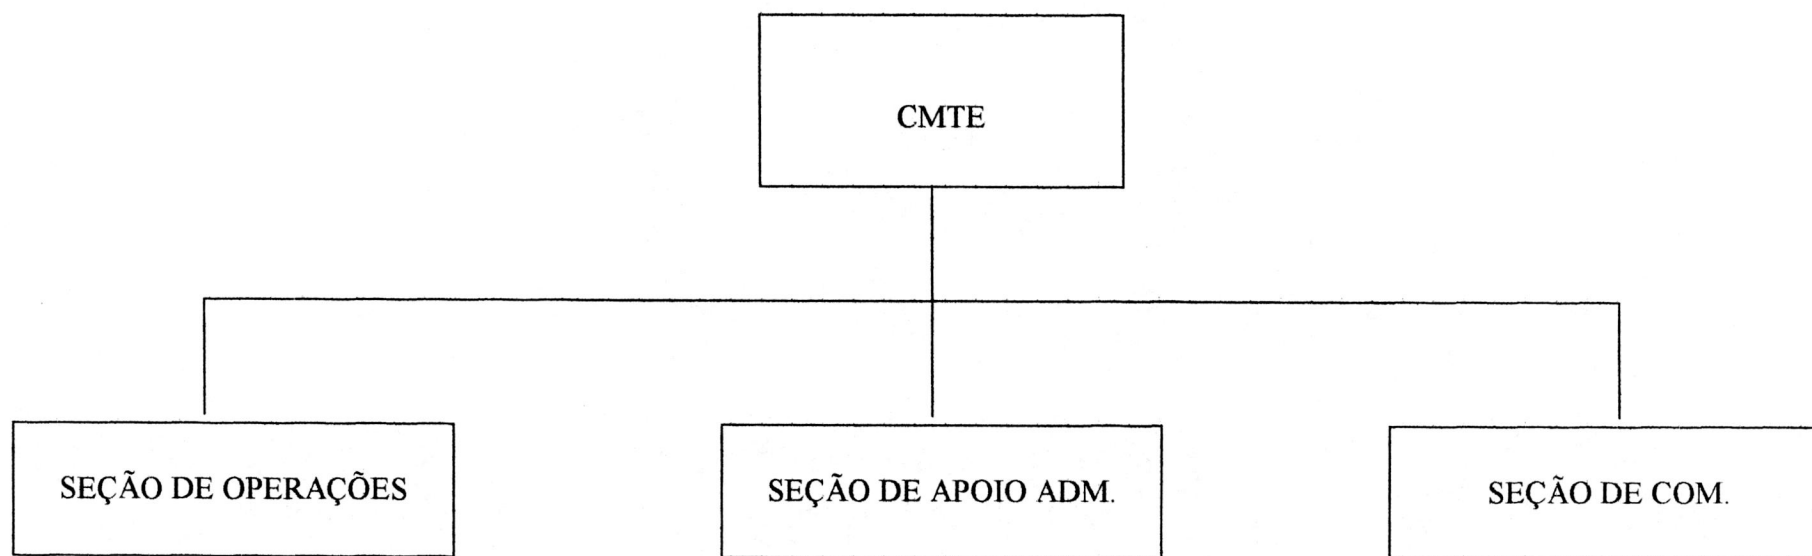 CMTE
SEÇÃO DE OPERAÇÕES
SEÇÃO DE APOIO ADM.
SEÇÃO DE COM.